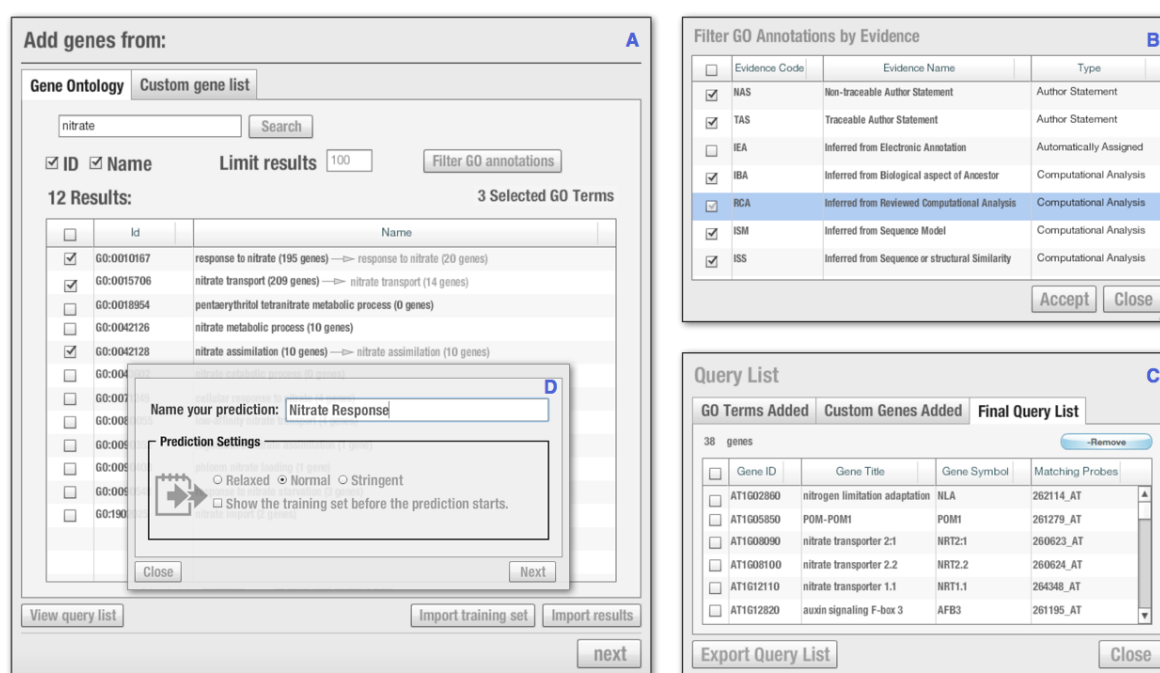 Add genes from:
A
Gene Ontology Custom gene list
nitrate Search
ID Name Limit results 100 Filter GO annotations
12 Results: 3 Selected GO Terms
Id Name
GO:0010167 response to nitrate (195 genes) response to nitrate (20 genes)
GO:0015706 nitrate transport (209 genes) nitrate transport (14 genes)
GO:0018954 pentaerythritol tetranitrate metabolic process (0 genes)
GO:0042126 nitrate metabolic process (10 genes)
GO:0042128 nitrate assimilation (10 genes) nitrate assimilation (10 genes)
D
Name your prediction: Nitrate Response
Prediction Settings
Relaxed Normal Stringent
Show the training set before the prediction starts.
Close Next
View query list Import training set Import results
next
Filter GO Annotations by Evidence
B
Evidence Code Evidence Name Type
NAS Non-traceable Author Statement Author Statement
TAS Traceable Author Statement Author Statement
IEA Inferred from Electronic Annotation Automatically Assigned
IBA Inferred from Biological aspect of Ancestor Computational Analysis
RCA Inferred from Reviewed Computational Analysis Computational Analysis
ISM Inferred from Sequence Model Computational Analysis
ISS Inferred from Sequence or structural Similarity Computational Analysis
Accept Close
Query List
C
GO Terms Added Custom Genes Added Final Query List
38 genes -Remove
Gene ID Gene Title Gene Symbol Matching Probes
AT1G02860 nitrogen limitation adaptation NLA 262114_AT
AT1G05850 POM-POM1 POM1 261279_AT
AT1G08090 nitrate transporter 2:1 NRT2:1 260623_AT
AT1G08100 nitrate transporter 2.2 NRT2.2 260624_AT
AT1G12110 nitrate transporter 1.1 NRT1.1 264348_AT
AT1G12820 auxin signaling F-box 3 AFB3 261195_AT
Export Query List Close